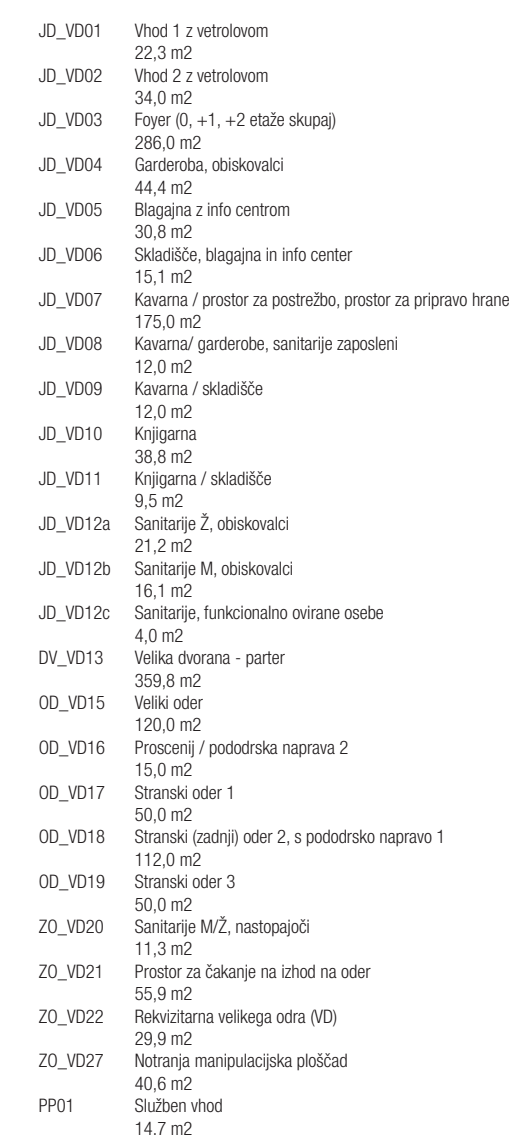 JD_VD01 Vhod 1 z vetrolovom
22,3 m2
JD_VD02 Vhod 2 z vetrolovom
34,0 m2
JD_VD03 Foyer (0, +1, +2 etaže skupaj)
286,0 m2
JD_VD04 Garderoba, obiskovalci
44,4 m2
JD_VD05 Blagajna z info centrom
30,8 m2
JD_VD06 Skladišče, blagajna in info center
15,1 m2
JD_VD07 Kavarna / prostor za postrežbo, prostor za pripravo hrane
175,0 m2
JD_VD08 Kavarna/ garderobe, sanitarije zaposleni
12,0 m2
JD_VD09 Kavarna / skladišče
12,0 m2
JD_VD10 Knjigarna
38,8 m2
JD_VD11 Knjigarna / skladišče
9,5 m2
JD_VD12a Sanitarije Ž, obiskovalci
21,2 m2
JD_VD12b Sanitarije M, obiskovalci
16,1 m2
JD_VD12c Sanitarije, funkcionalno ovirane osebe
4,0 m2
DV_VD13 Velika dvorana - parter
359,8 m2
OD_VD15 Veliki oder
120,0 m2
OD_VD16 Proscenij / pododrska naprava 2
15,0 m2
OD_VD17 Stranski oder 1
50,0 m2
OD_VD18 Stranski (zadnji) oder 2, s pododrsko napravo 1
112,0 m2
OD_VD19 Stranski oder 3
50,0 m2
ZO_VD20 Sanitarije M/Ž, nastopajoči
11,3 m2
ZO_VD21 Prostor za čakanje na izhod na oder
55,9 m2
ZO_VD22 Rekvizitarna velikega odra (VD)
29,9 m2
ZO_VD27 Notranja manipulacijska ploščad
40,6 m2
PP01 Služben vhod
14,7 m2